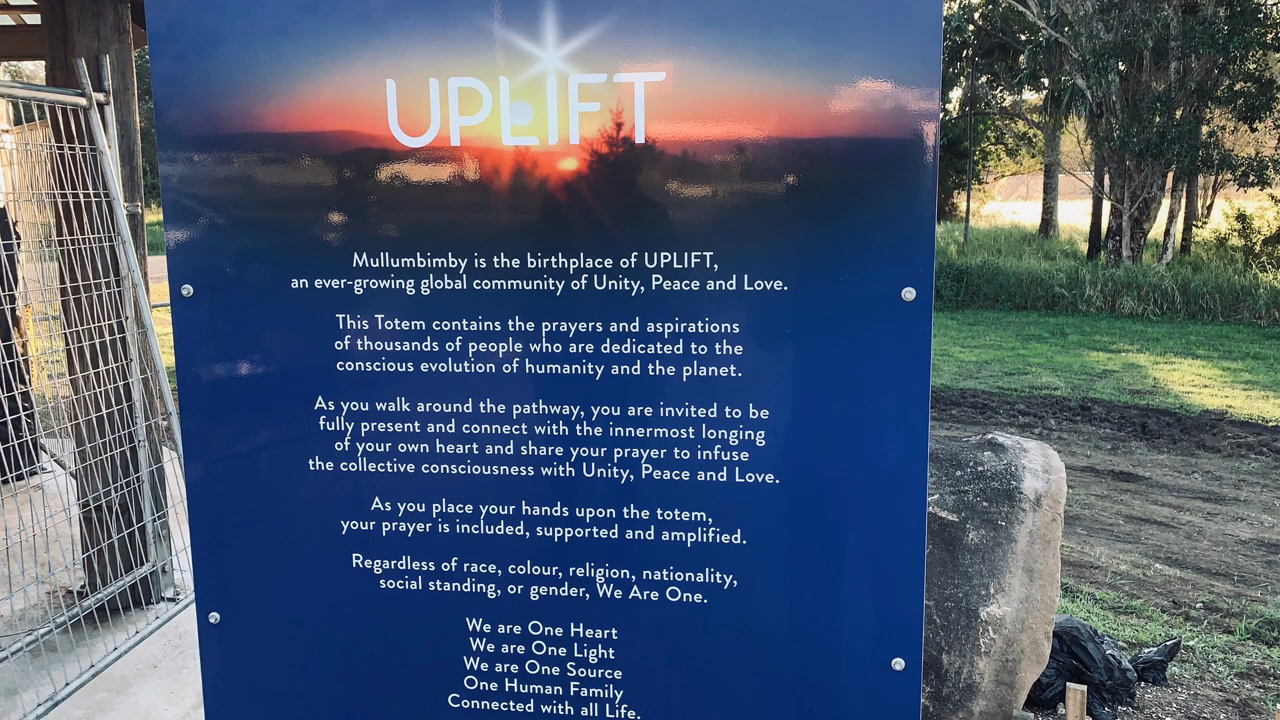 UPLIFT
Mullumbimby is the birthplace of UPLIFT,
an ever-growing global community of Unity, Peace and Love.
This Totem contains the prayers and aspirations
of thousands of people who are dedicated to the
conscious evolution of humanity and the planet.
As you walk around the pathway, you are invited to be
fully present and connect with the innermost longing
of your own heart and share your prayer to infuse
the collective consciousness with Unity, Peace and Love.
As you place your hands upon the totem,
your prayer is included, supported and amplified.
Regardless of race, colour, religion, nationality,
social standing, or gender, We Are One.
We are One Heart
We are One Light
We are One Source
One Human Family
Connected with all Life.